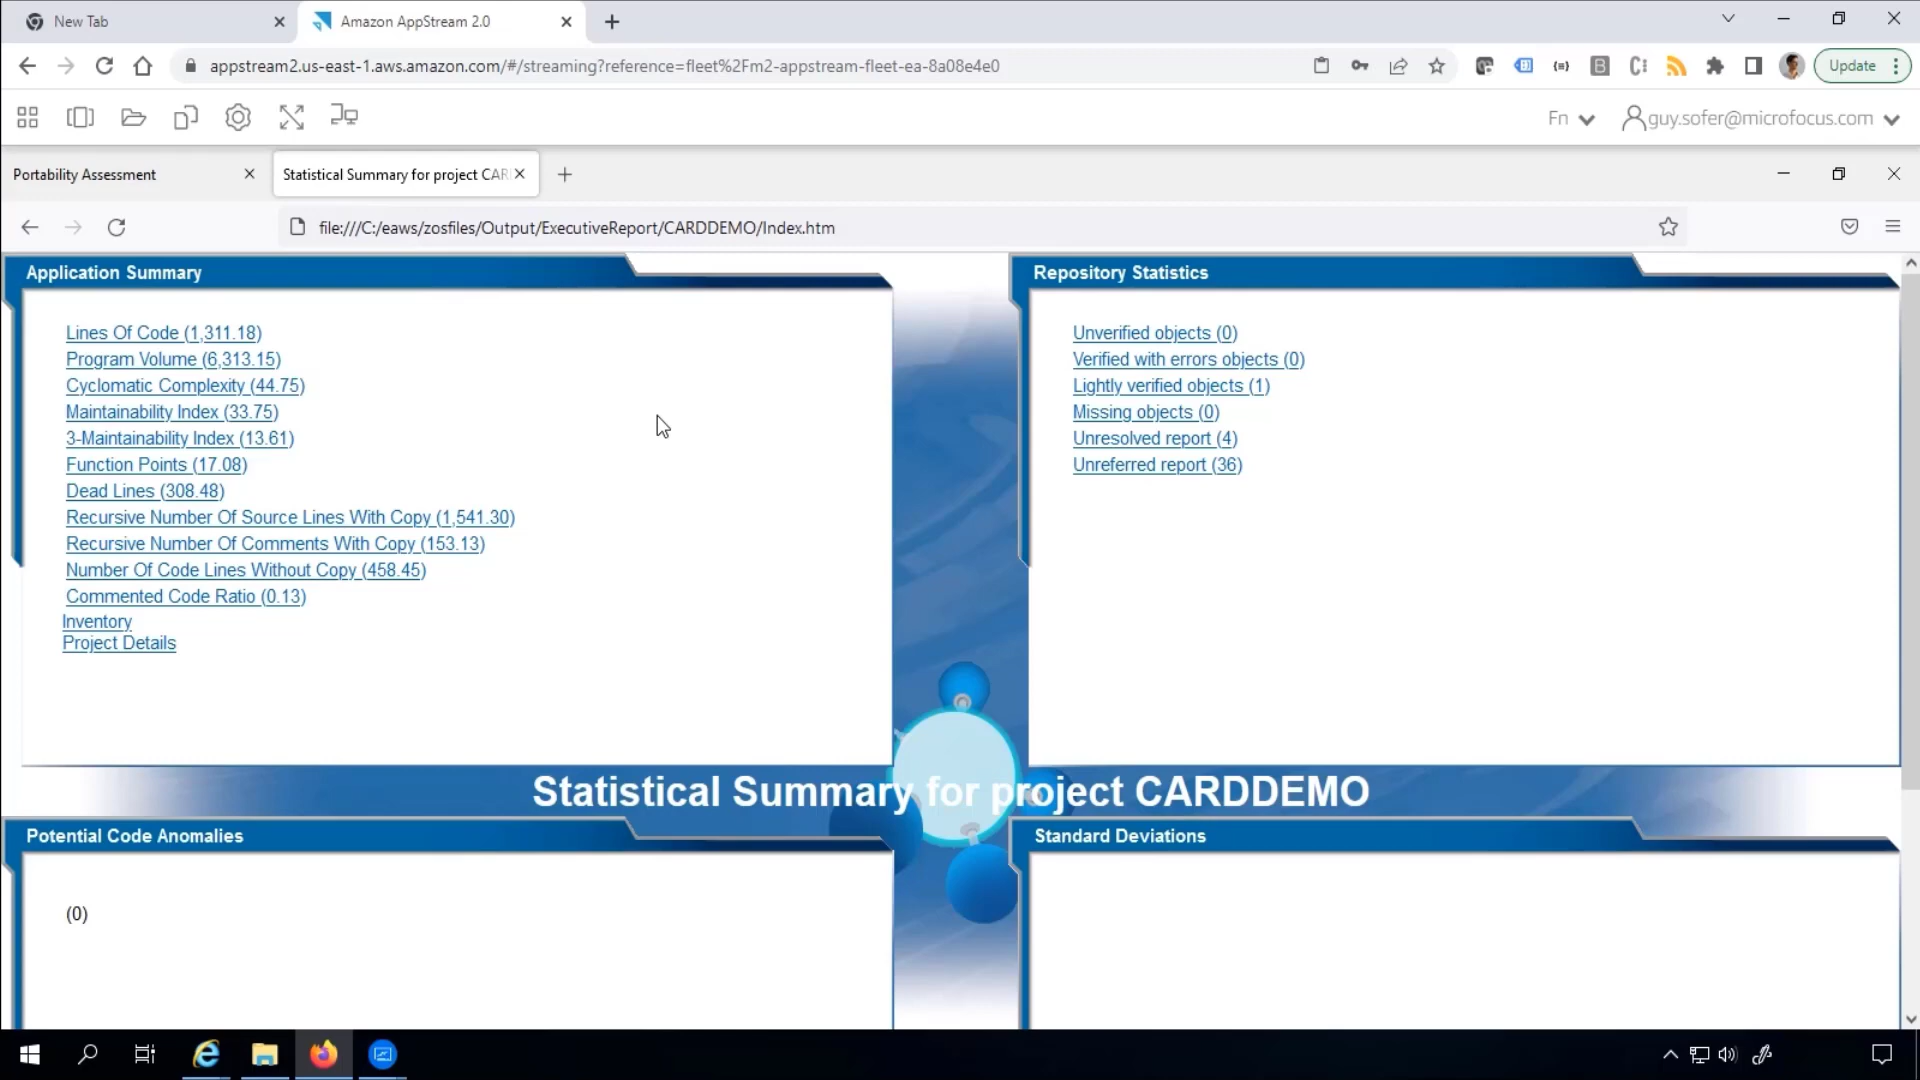 New Tab
Amazon AppStream 2.0
appstream2.us-east-1.aws.amazon.com/#/streaming?reference=fleet%2Fm2-appstream-fleet-ea-8a08e4e0
Update
Fn
guy.sofer@microfocus.com
Portability Assessment
Statistical Summary for project CAR
file:///C:/eaws/zosfiles/Output/ExecutiveReport/CARDDEMO/Index.htm
Application Summary
Lines Of Code (1,311.18)
Program Volume (6,313.15)
Cyclomatic Complexity (44.75)
Maintainability Index (33.75)
3-Maintainability Index (13.61)
Function Points (17.08)
Dead Lines (308.48)
Recursive Number Of Source Lines With Copy (1,541.30)
Recursive Number Of Comments With Copy (153.13)
Number Of Code Lines Without Copy (458.45)
Commented Code Ratio (0.13)
Inventory
Project Details
Repository Statistics
Unverified objects (0)
Verified with errors objects (0)
Lightly verified objects (1)
Missing objects (0)
Unresolved report (4)
Unreferred report (36)
Statistical Summary for project CARDDEMO
Potential Code Anomalies
(0)
Standard Deviations